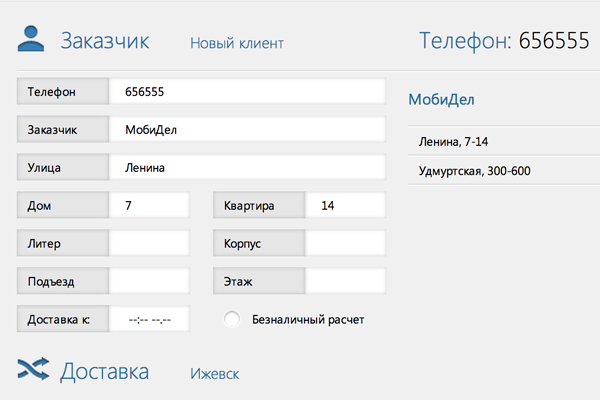 Заказчик Новый клиент Телефон: 656555
Телефон 656555
МобиДел
Заказчик МобиДел
Ленина, 7-14
Улица Ленина
Удмуртская, 300-600
Дом 7 Квартира 14
Литер Корпус
Подъезд Этаж
Доставка к: --:-- --.-- Безналичный расчет
Доставка Ижевск